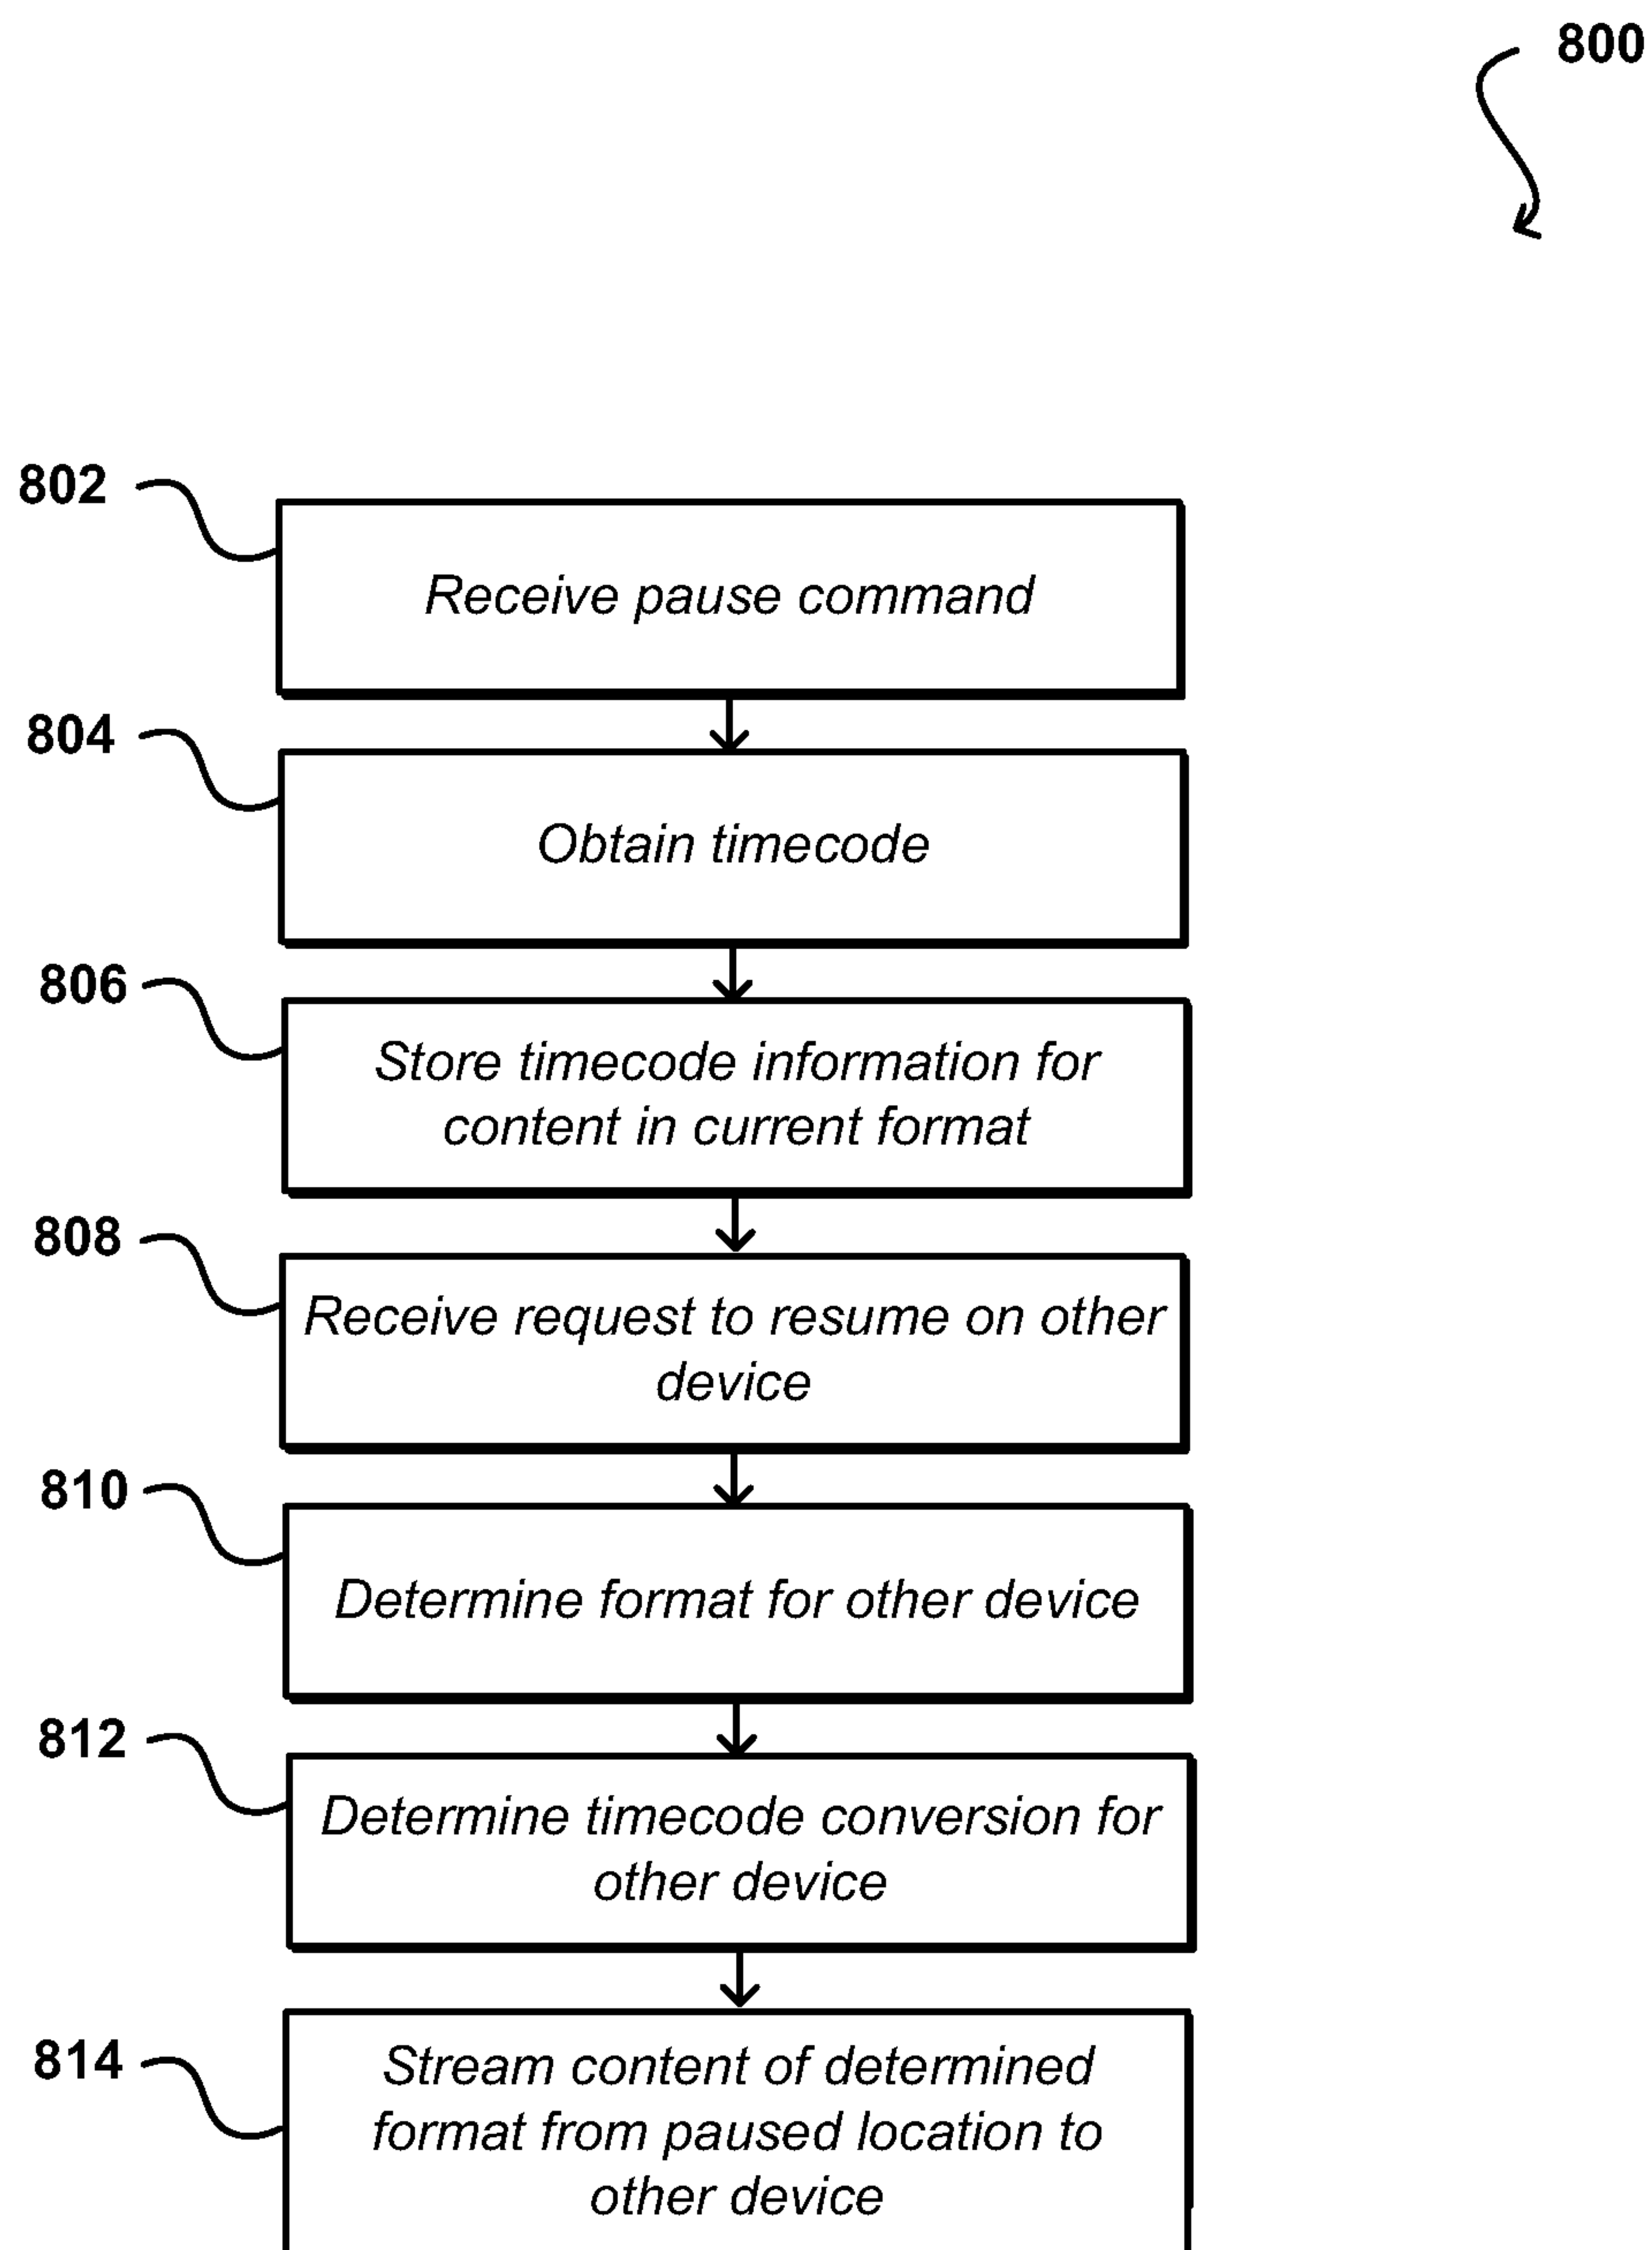 800
802
Receive pause command
804
Obtain timecode
806
Store timecode information for
content in current format
808
Receive request to resume on other
device
810
Determine format for other device
812
Determine timecode conversion for
other device
814
Stream content of determined
format from paused location to
other device